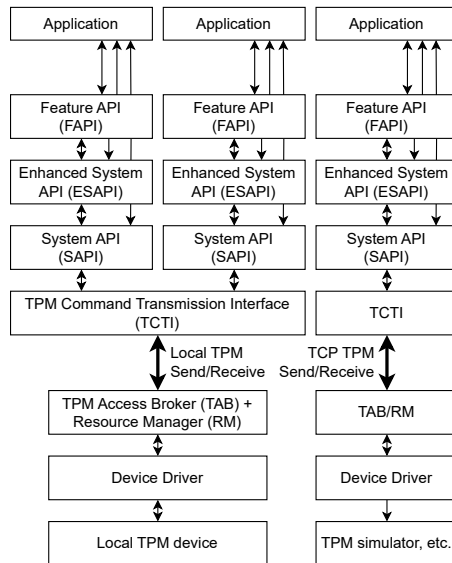 Application
Application
Application
Feature API
(FAPI)
Feature API
(FAPI)
Feature API
(FAPI)
Enhanced System
API (ESAPI)
Enhanced System
API (ESAPI)
Enhanced System
API (ESAPI)
System API
(SAPI)
System API
(SAPI)
System API
(SAPI)
TPM Command Transmission Interface
(TCTI)
TCTI
Local TPM
Send/Receive
TCP TPM
Send/Receive
TPM Access Broker (TAB) +
Resource Manager (RM)
TAB/RM
Device Driver
Device Driver
Local TPM device
TPM simulator, etc.